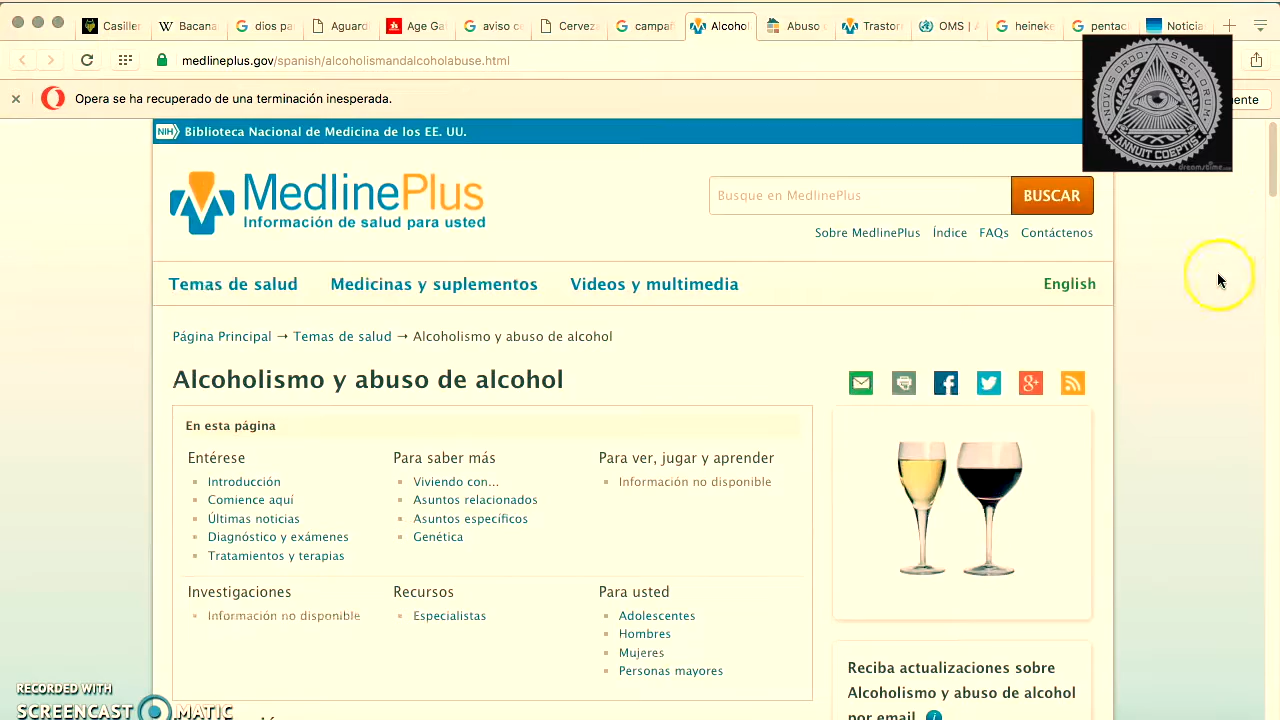 Casiller
Bacana
dios pa
Aguard
Age Ga
aviso ce
Cerveza
campañ
Alcohol
Abuso
Trastor
OMS | A
heineke
pentac
Noticia
medlineplus.gov/spanish/alcoholismandalcoholabuse.html
Opera se ha recuperado de una terminación inesperada.
ente
NOVUS ORDO SECLORUM
ANNUIT COEPTIS
dreamstime
NIH Biblioteca Nacional de Medicina de los EE. UU.
MedlinePlus
Información de salud para usted
Busque en MedlinePlus
BUSCAR
Sobre MedlinePlus Índice FAQs Contáctenos
Temas de salud Medicinas y suplementos Videos y multimedia English
Página Principal → Temas de salud → Alcoholismo y abuso de alcohol
Alcoholismo y abuso de alcohol
En esta página
Entérese
Introducción
Comience aquí
Últimas noticias
Diagnóstico y exámenes
Tratamientos y terapias
Para saber más
Viviendo con...
Asuntos relacionados
Asuntos específicos
Genética
Para ver, jugar y aprender
Información no disponible
Investigaciones
Información no disponible
Recursos
Especialistas
Para usted
Adolescentes
Hombres
Mujeres
Personas mayores
Reciba actualizaciones sobre
Alcoholismo y abuso de alcohol
por email
RECORDED WITH
SCREENCAST MATIC